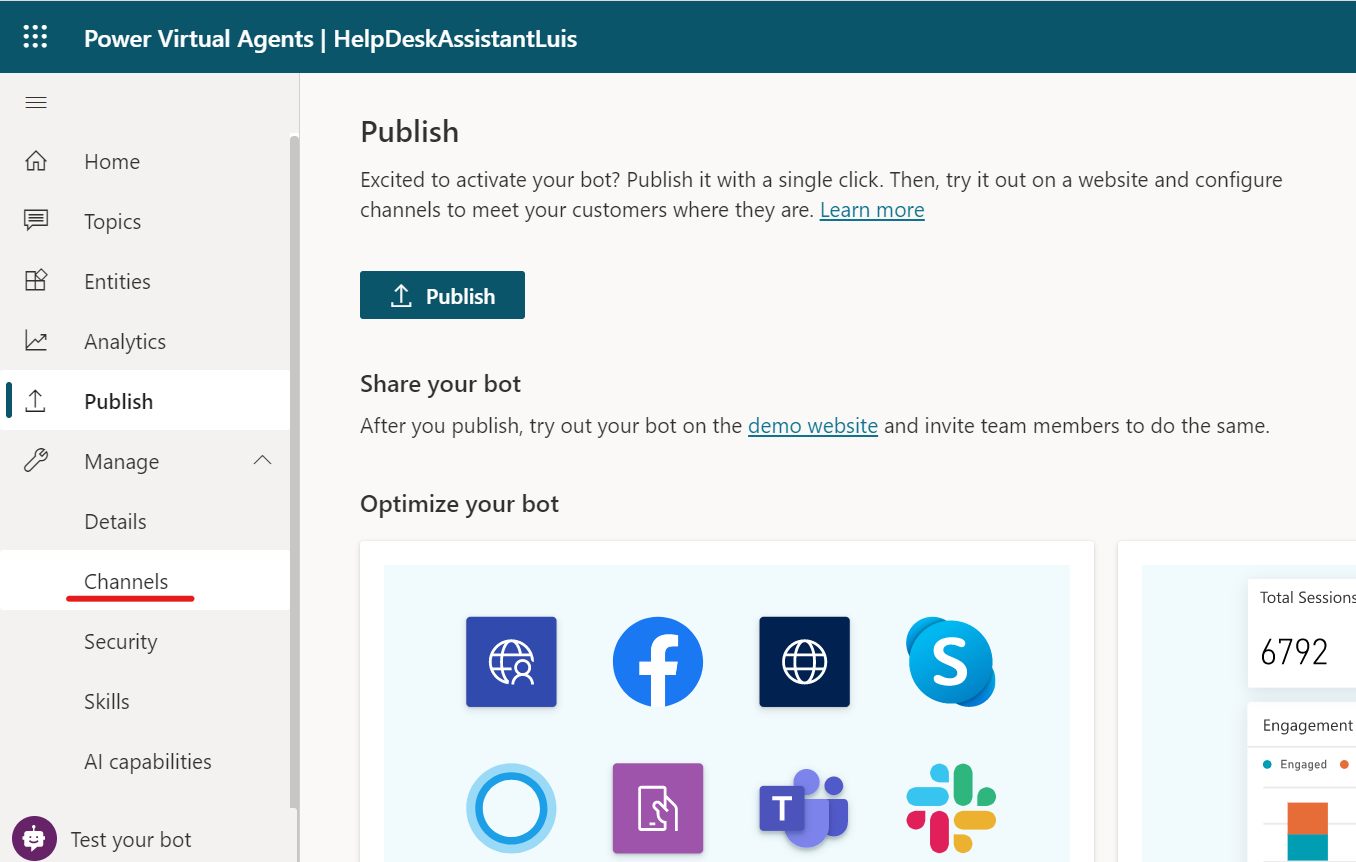 Power Virtual Agents | HelpDeskAssistantLuis
Home
Topics
Entities
Analytics
Publish
Manage
Details
Channels
Security
Skills
AI capabilities
Test your bot
Publish
Excited to activate your bot? Publish it with a single click. Then, try it out on a website and configure
channels to meet your customers where they are. Learn more
Publish
Share your bot
After you publish, try out your bot on the demo website and invite team members to do the same.
Optimize your bot
S
T
Total Sessions
6792
Engagement
Engaged